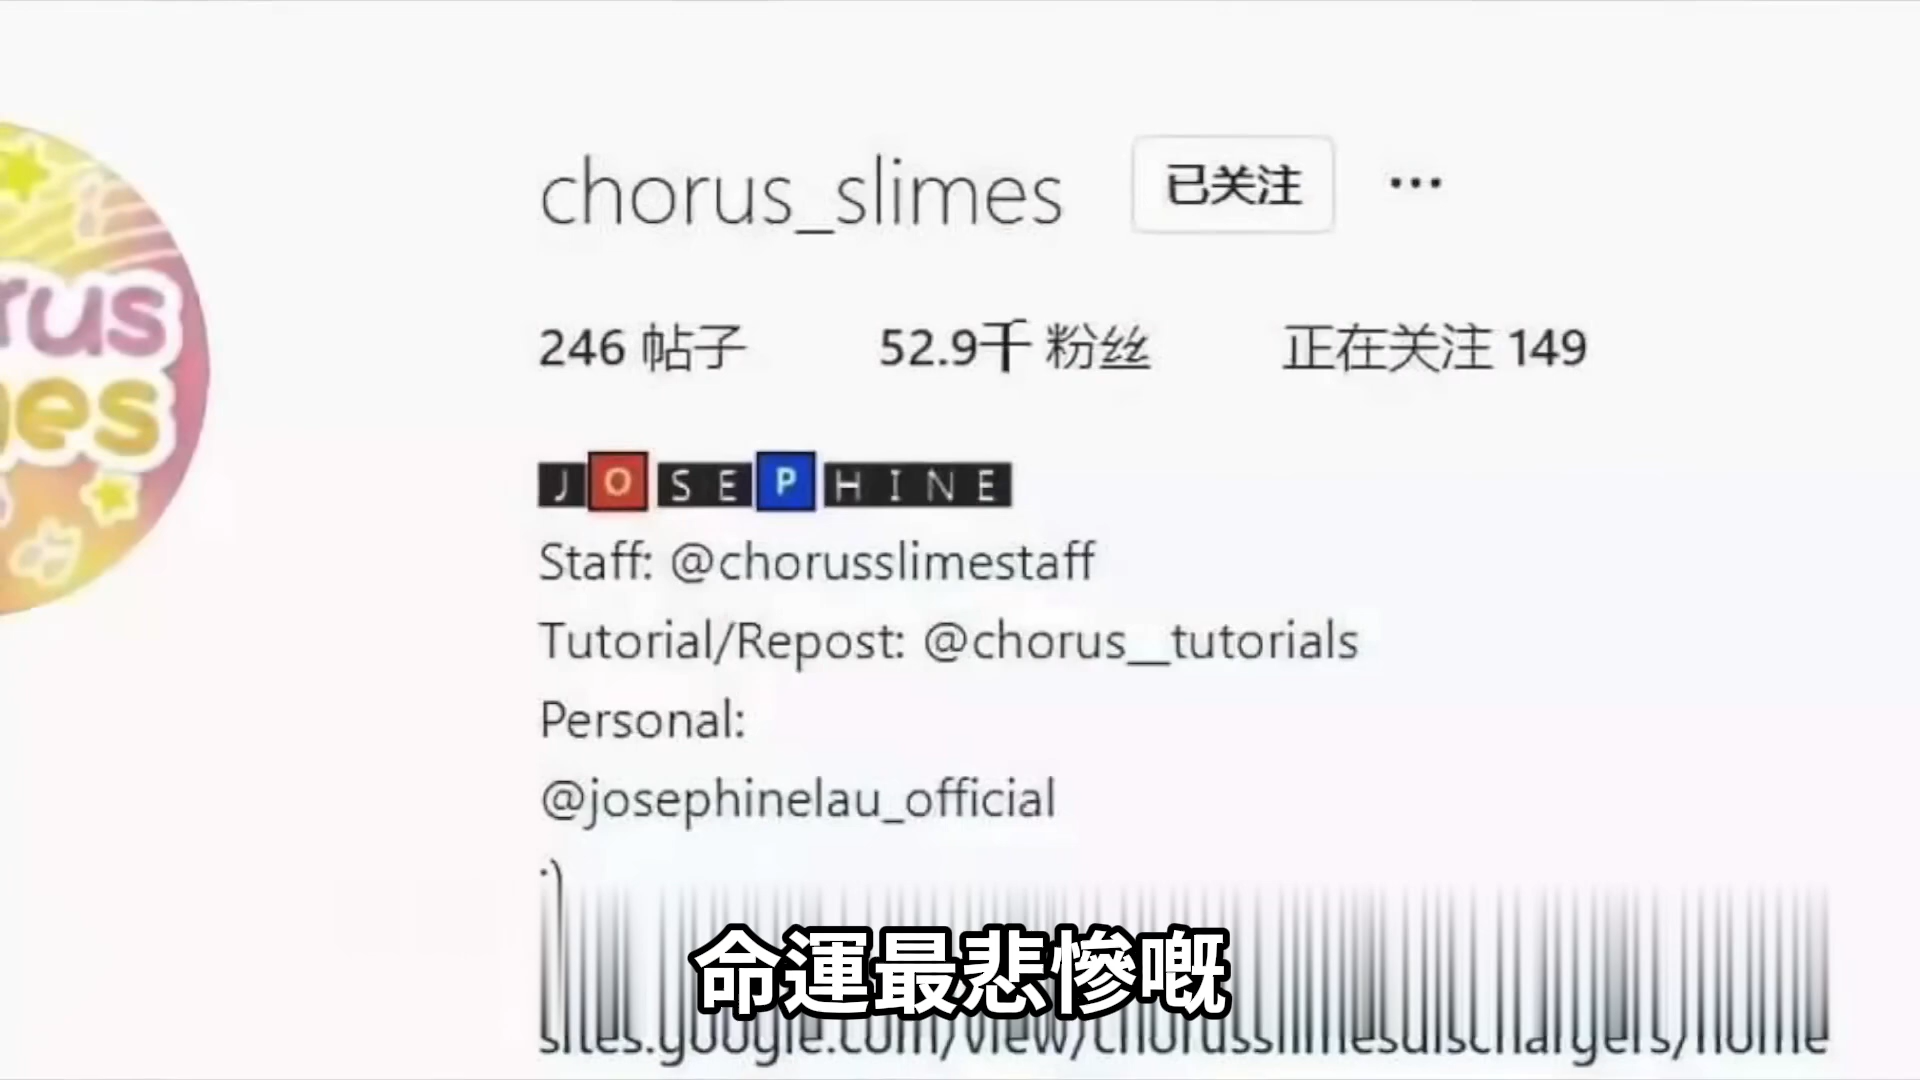 chorus_slimes 已关注 ···
246 帖子 52.9千 粉丝 正在关注 149
rus
es
JOSEPHINE
Staff: @chorusslimestaff
Tutorial/Repost: @chorus__tutorials
Personal:
@josephinelau_official
:)
命運最悲慘嘅